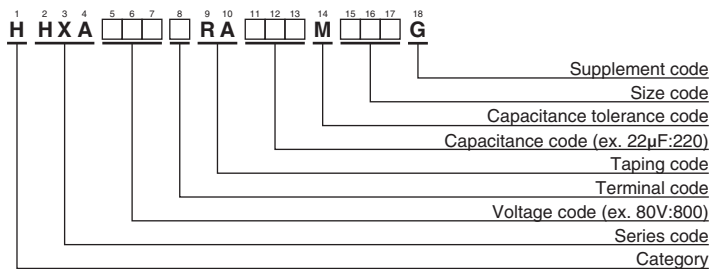 1 2 3 4 5 6 7 8 9 10 11 12 13 14 15 16 17 18
H HXA RA M G
Supplement code
Size code
Capacitance tolerance code
Capacitance code (ex. 22µF:220)
Taping code
Terminal code
Voltage code (ex. 80V:800)
Series code
Category